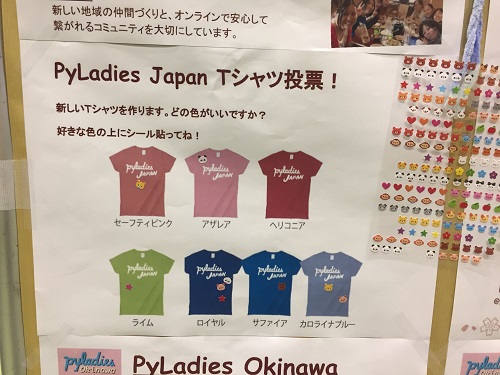 新しい地域の仲間づくりと、オンラインで安心して
繋がれるコミュニティを大切にしています。
PyLadies Japan Tシャツ投票！
新しいTシャツを作ります。どの色がいいですか？
好きな色の上にシール貼ってね！
pyladies Japan
pyladies Japan
pyladies Japan
セーフティピンク
アザレア
ヘリコニア
pyladies Japan
pyladies Japan
pyladies Japan
pyladies Japan
ライム
ロイヤル
サファイア
カロライナブルー
pyladies
Okinawa
PyLadies Okinawa